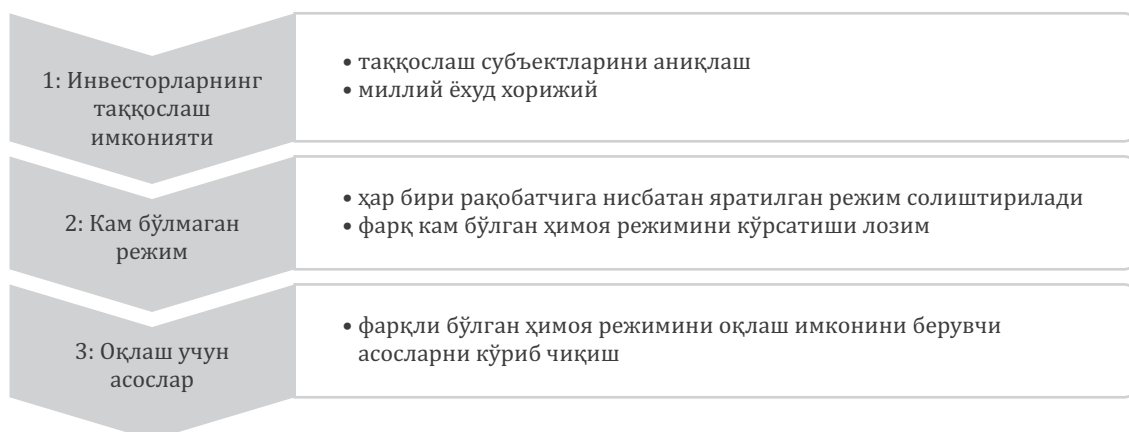 1: Инвесторларнинг
таққослаш
имконияти
• таққослаш субъектларини аниқлаш
• миллий ёхуд хорижий
2: Кам бўлмаган
режим
• ҳар бири рақобатчига нисбатан яратилган режим солиштирилади
• фарқ кам бўлган ҳимоя режимини кўрсатиши лозим
3: Оқлаш учун
асослар
• фарқли бўлган ҳимоя режимини оқлаш имконини берувчи
асосларни кўриб чиқиш